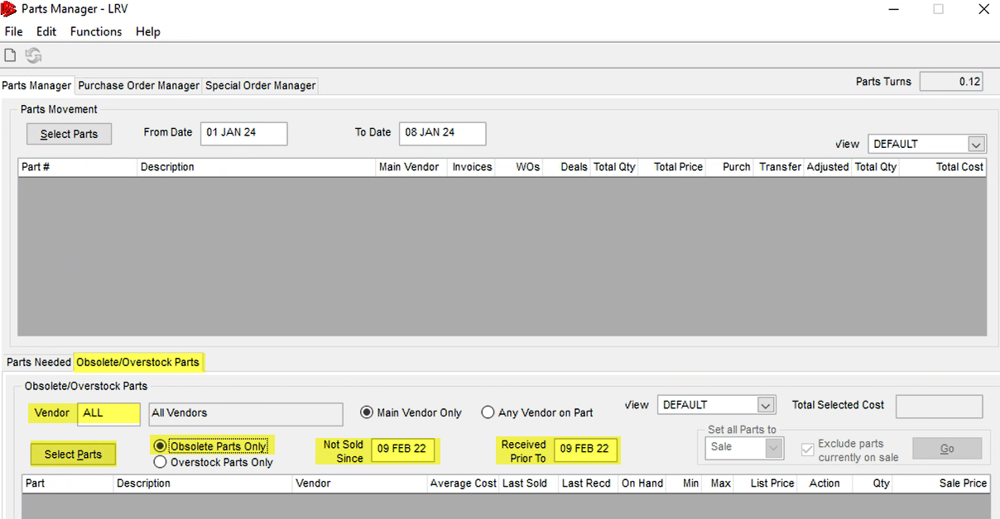 Parts Manager - LRV
File Edit Functions Help
Parts Manager Purchase Order Manager Special Order Manager Parts Turns 0.12
Parts Movement
Select Parts From Date 01 JAN 24 To Date 08 JAN 24
View DEFAULT
Part # Description Main Vendor Invoices WOs Deals Total Qty Total Price Purch Transfer Adjusted Total Qty Total Cost
Parts Needed Obsolete/Overstock Parts
Obsolete/Overstock Parts
Vendor ALL All Vendors Main Vendor Only Any Vendor on Part View DEFAULT Total Selected Cost
Set all Parts to
Select Parts Obsolete Parts Only Not Sold Since 09 FEB 22 Received Prior To 09 FEB 22 Sale Exclude parts currently on sale Go
Overstock Parts Only
Part Description Vendor Average Cost Last Sold Last Recd On Hand Min Max List Price Action Qty Sale Price